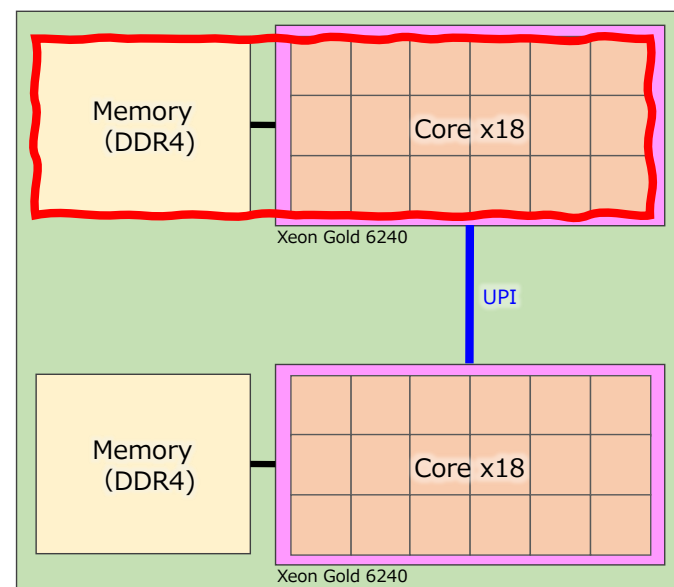 Memory
（DDR4)
Core x18
Xeon Gold 6240
UPI
Memory
（DDR4)
Core x18
Xeon Gold 6240